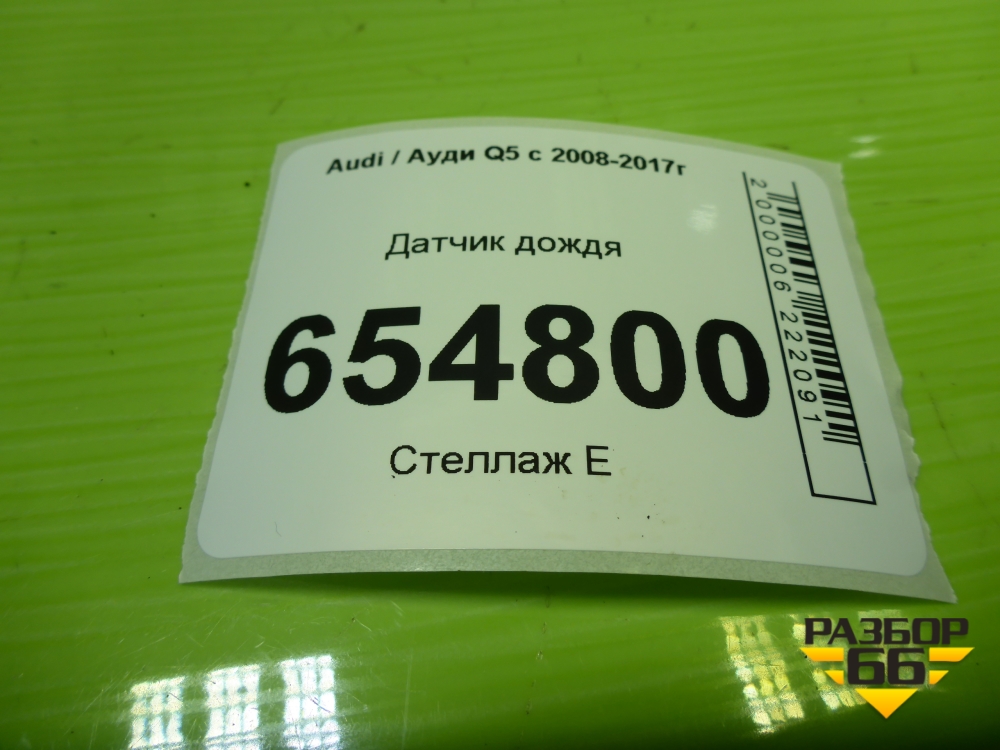 Audi / Ауди Q5 с 2008-2017г
Датчик дождя
654800
Стеллаж Е
2000006222091
РАЗБОР
66